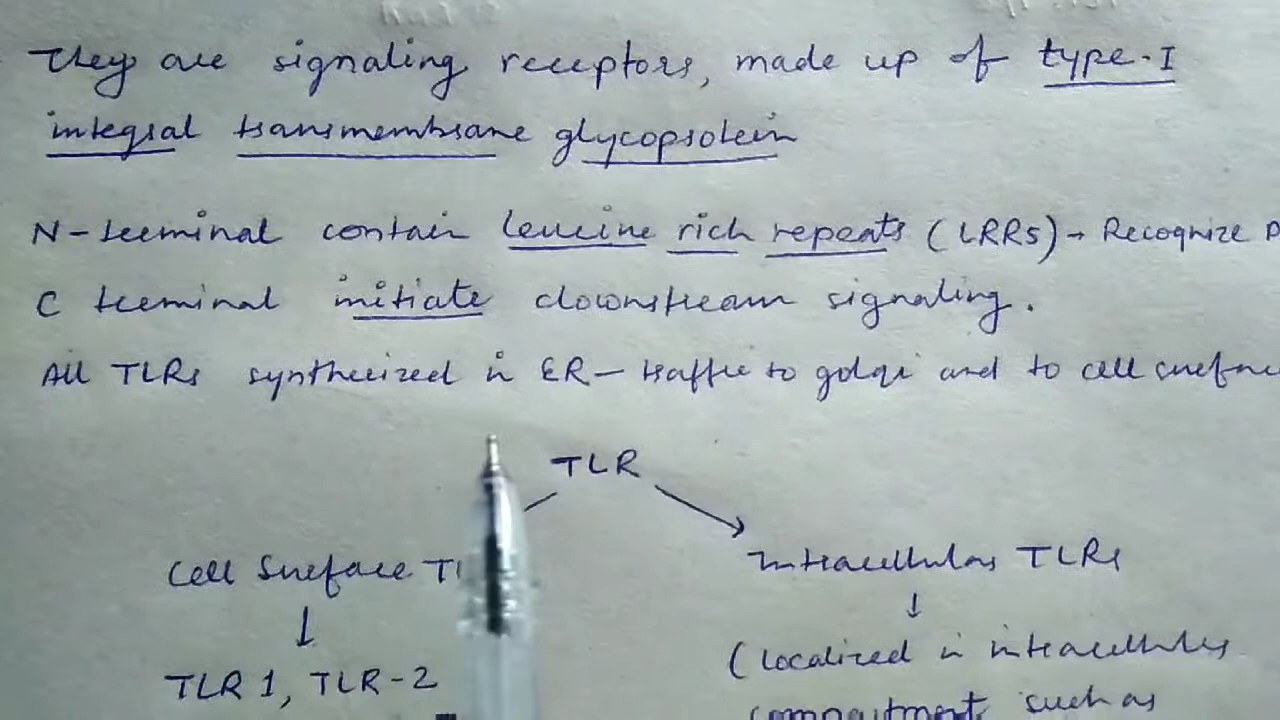 They are signaling receptors, made up of type-I
integral transmembrane glycoprotein
N-terminal contain leucine rich repeats (LRRs) → Recognize P
C terminal initiate downstream signaling.
All TLRs synthesized in ER - traffic to golgi and to cell surface
TLR
Cell Surface T
Intracellular TLRs
↓
↓
TLR 1, TLR-2
(localized in intracellular
compartment such as